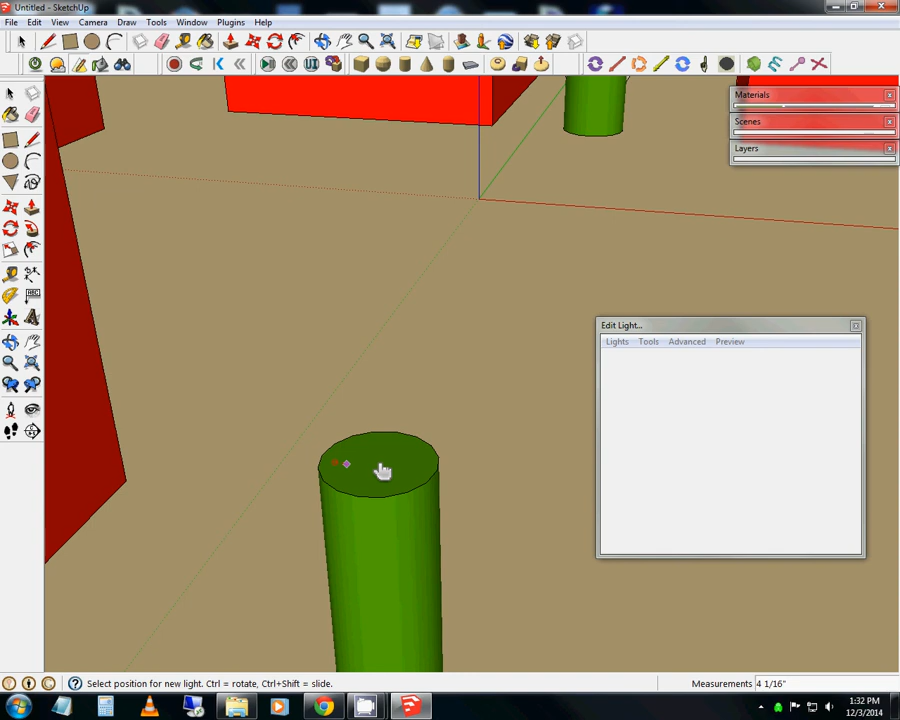 Untitled - SketchUp
File Edit View Camera Draw Tools Window Plugins Help
Materials
Scenes
Layers
Edit Light...
Lights Tools Advanced Preview
Select position for new light. Ctrl = rotate, Ctrl+Shift = slide.
Measurements 4 1/16"
1:32 PM
12/3/2014